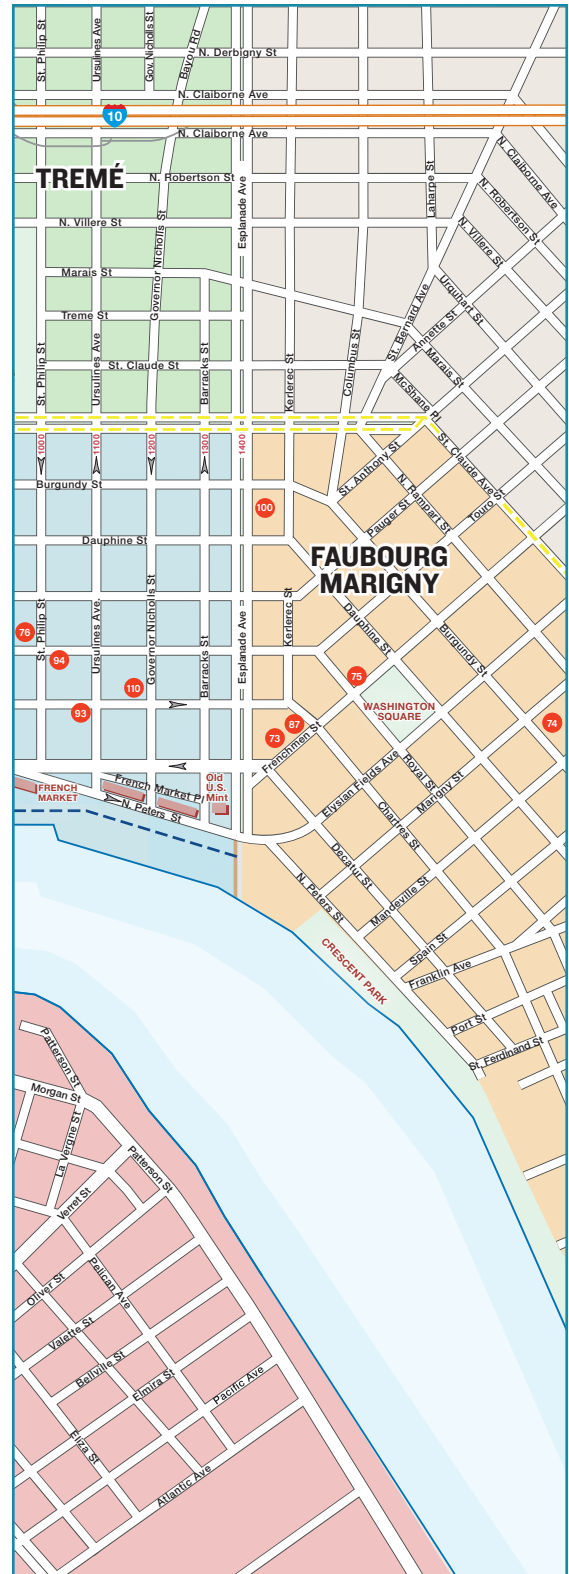 St. Philip St
Ursulines Ave
Gov. Nicholls St
Bayou Rd
N. Derbigny St
N. Claiborne Ave
10
N. Claiborne Ave
TREMÉ
N. Robertson St
Esplanade Ave
Laharpe St
N. Claiborne Ave
N. Robertson St
N. Villere St
N. Villere St
Governor Nicholls St
Marais St
Urquhart St
Treme St
St. Bernard Ave
Annette St
Marais St
St. Philip St
Ursulines Ave
St. Claude St
Barracks St
Kerlerec St
Columbus St
McShane Pl
1000
1100
1200
1300
1400
St. Claude Ave
St. Anthony St
Burgundy St
N. Rampart St
Touro S
100
Pauger St
Dauphine St
FAUBOURG
MARIGNY
St. Philip St
Ursulines Ave.
Governor Nicholls St
Barracks St
Esplanade Ave
Kerlerec St
Dauphine St
Burgundy St
76
94
110
75
93
WASHINGTON
SQUARE
87
73
74
Frenchmen St
Elysian Fields Ave
Royal St
Marigny St
FRENCH
MARKET
French Market Pl
N. Peters St
Old
U.S.
Mint
Chartres St
Decatur St
N. Peters St
Mandeville St
CRESCENT PARK
Spain St
Franklin Ave
Port St
St. Ferdinand St
Patterson St
Morgan St
La Vergne St
Patterson St
Verret St
Oliver St
Pelican Ave
Valette St
Bellville St
Elmira St
Pacific Ave
Eliza St
Atlantic Ave